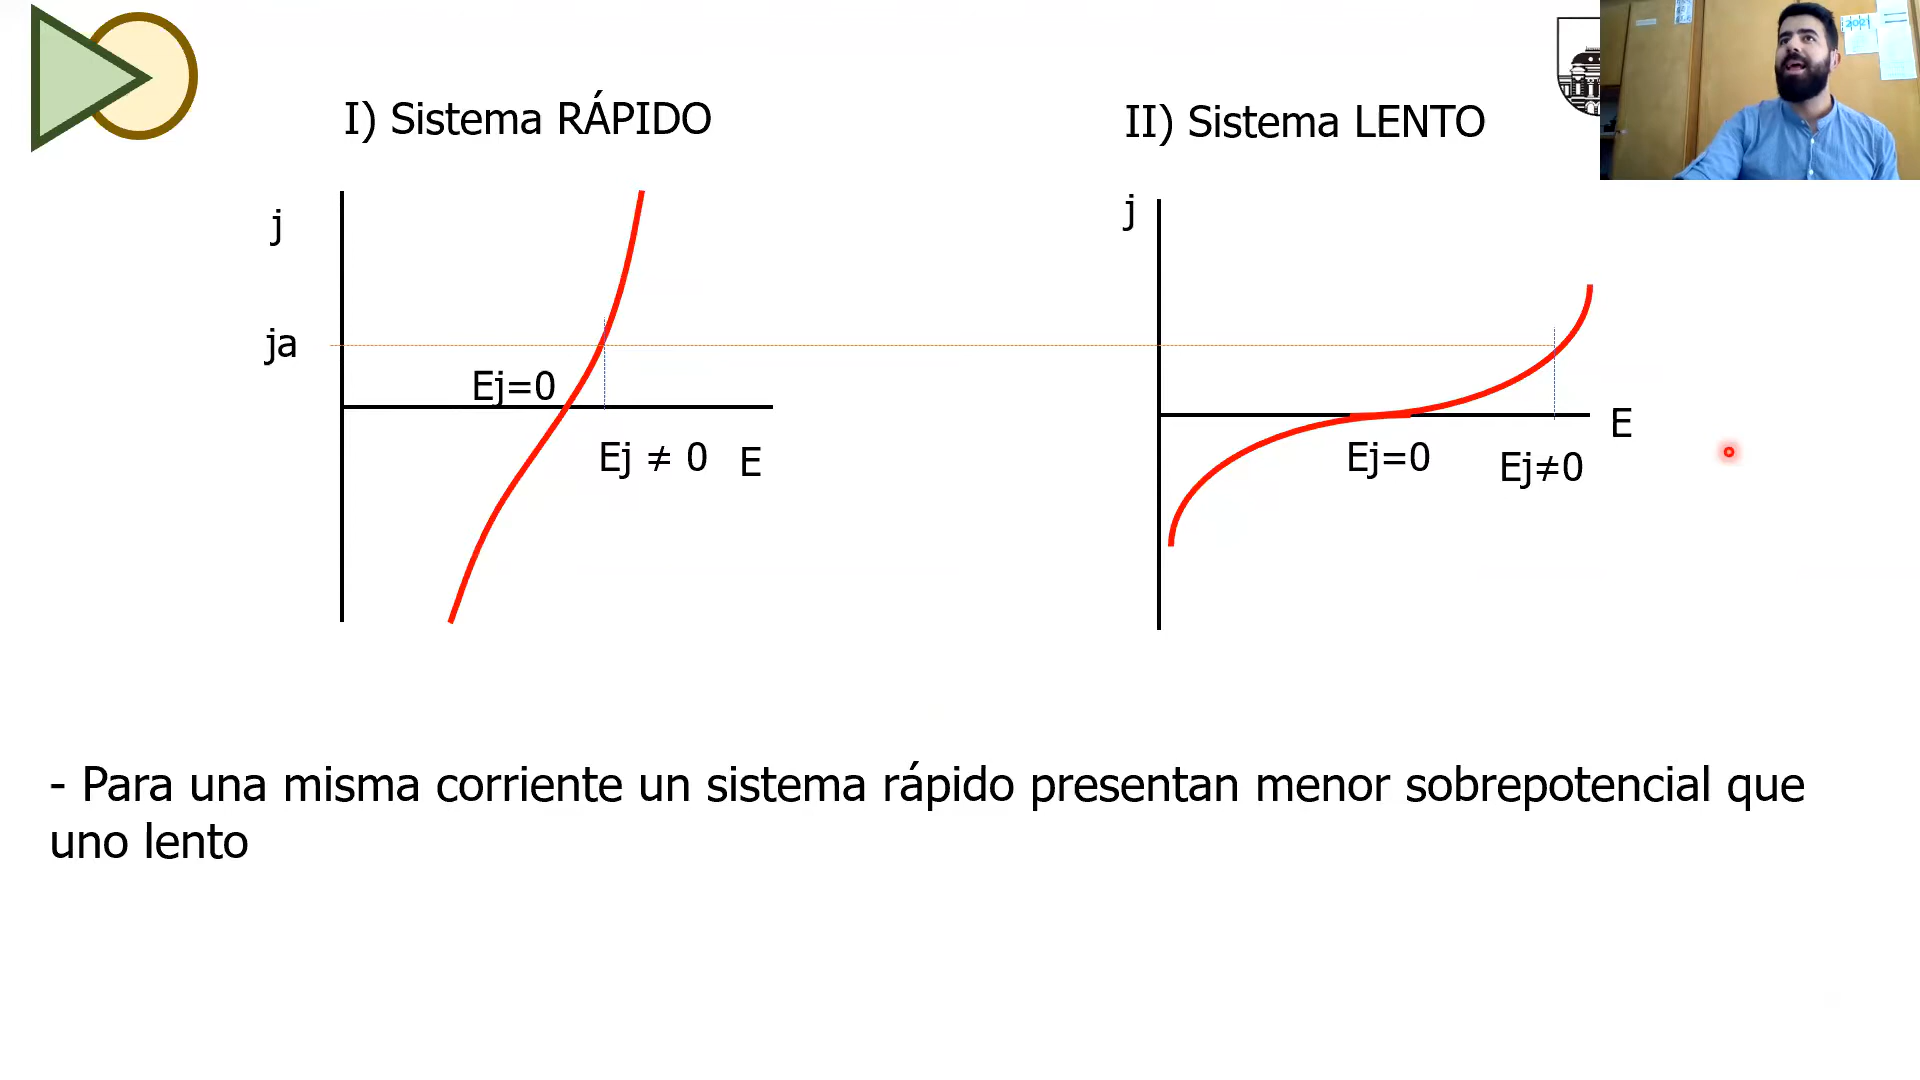 I) Sistema RÁPIDO
II) Sistema LENTO
2021
j
ja
Ej=0
Ej ≠ 0
E
j
Ej=0
Ej≠0
E
- Para una misma corriente un sistema rápido presentan menor sobrepotencial que
uno lento